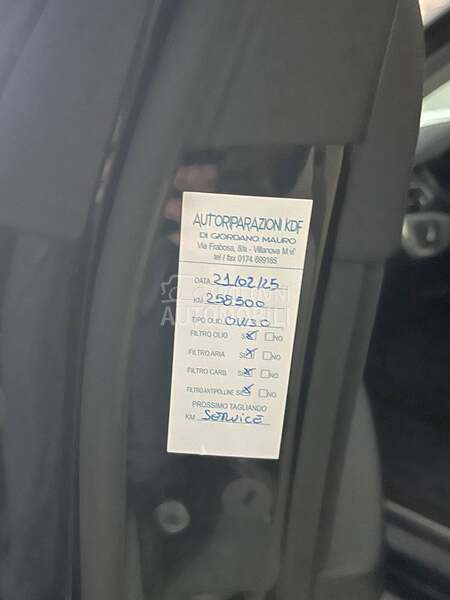 AUTORIPARAZIONI KDF
DI GIORDANO MAURO
Via Frabosa, 8/a - Villanova M.vì
tel / fax 0174 699185
DATA 21/02/25
KM 258500
TIPO OLIO 0W30
FILTRO OLIO SI X NO
FILTRO ARIA SI X NO
FILTRO CARB. SI X NO
FILTRO ANTIPOLLINE SI X NO
PROSSIMO TAGLIANDO
KM SERVICE
AUTOMOBILI